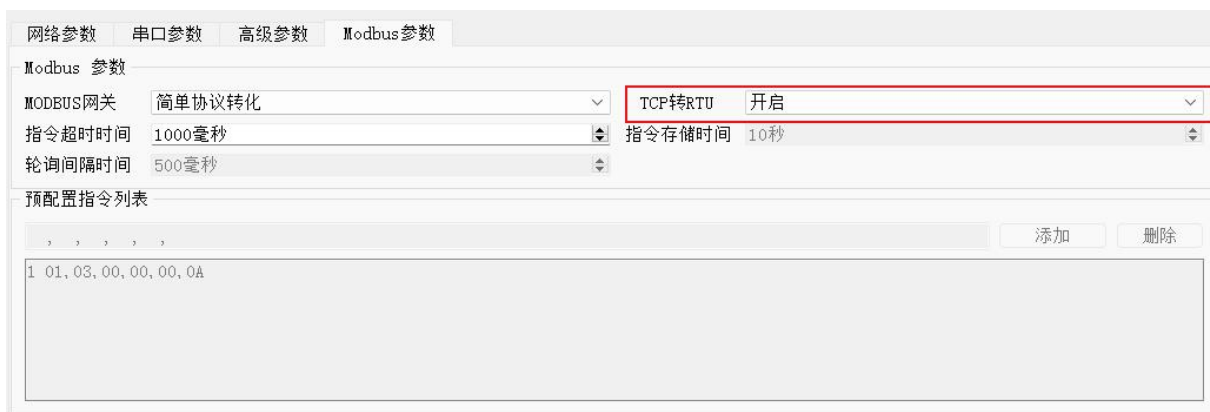 网络参数 串口参数 高级参数 Modbus参数
Modbus 参数
MODBUS网关 简单协议转化 TCP转RTU 开启
指令超时时间 1000毫秒 指令存储时间 10秒
轮询间隔时间 500毫秒
预配置指令列表
, , , , , 添加 删除
1 01,03,00,00,00,0A